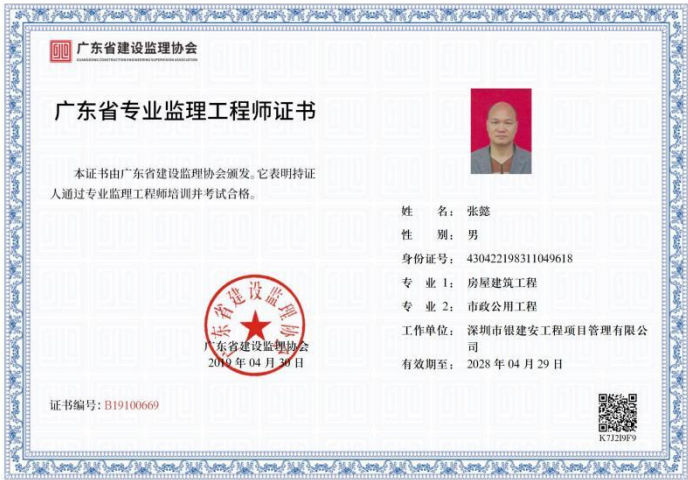 广东省建设监理协会
GUANGDONG CONSTRUCTION ENGINEERING SUPERVISION ASSOCIATION
广东省专业监理工程师证书
本证书由广东省建设监理协会颁发。它表明持证
人通过专业监理工程师培训并考试合格。
姓 名: 张懿
性 别: 男
身份证号: 430422198311049618
专 业 1: 房屋建筑工程
专 业 2: 市政公用工程
工作单位: 深圳市银建安工程项目管理有限公
司
有效期至: 2028 年 04 月 29 日
广东省建设监理协会
广东省建设监理协会
2019 年 04 月 30 日
证书编号: B19100669
K7J2I9F9